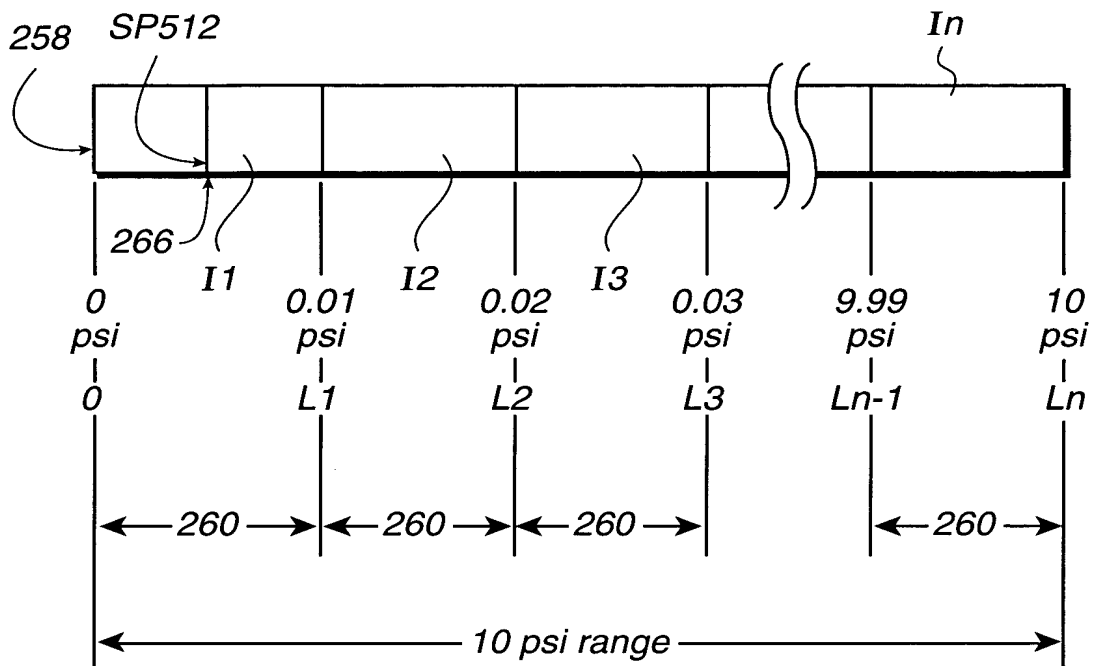 258
SP512
In
266
I1
I2
I3
0 psi
0.01 psi
0.02 psi
0.03 psi
9.99 psi
10 psi
0
L1
L2
L3
Ln-1
Ln
260
260
260
260
10 psi range